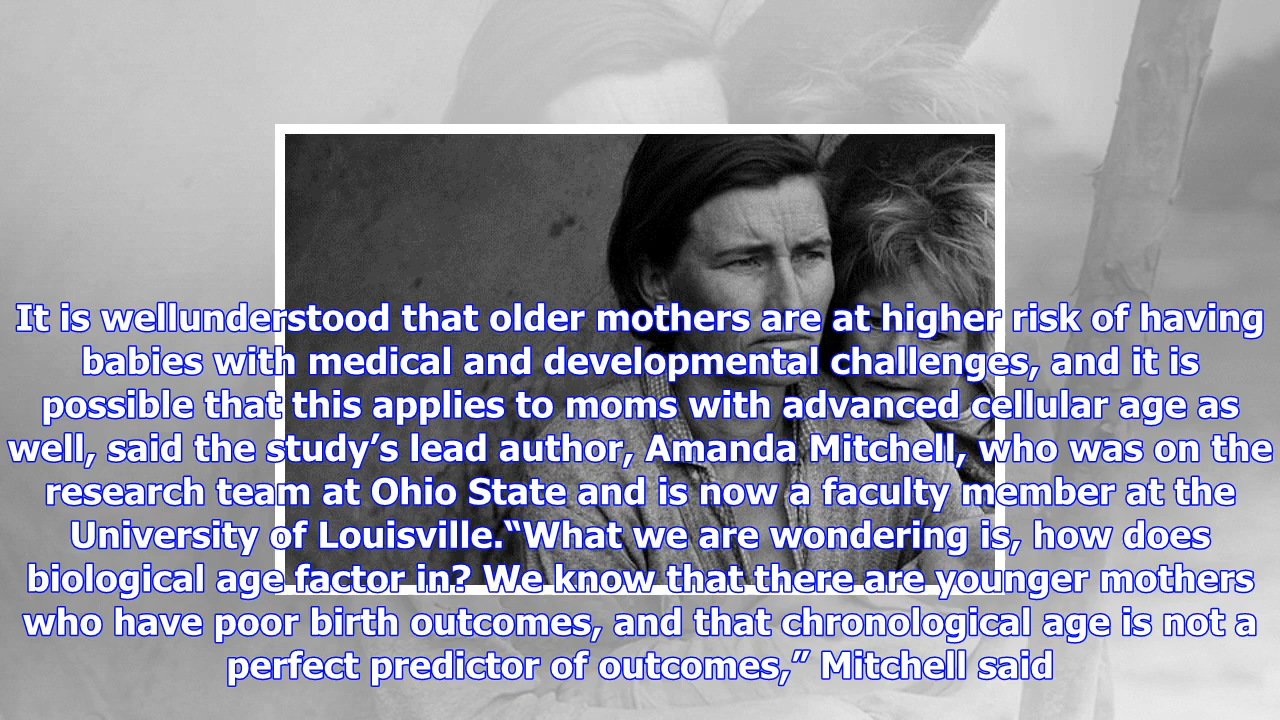 It is wellunderstood that older mothers are at higher risk of having
babies with medical and developmental challenges, and it is
possible that this applies to moms with advanced cellular age as
well, said the study’s lead author, Amanda Mitchell, who was on the
research team at Ohio State and is now a faculty member at the
University of Louisville.“What we are wondering is, how does
biological age factor in? We know that there are younger mothers
who have poor birth outcomes, and that chronological age is not a
perfect predictor of outcomes,” Mitchell said